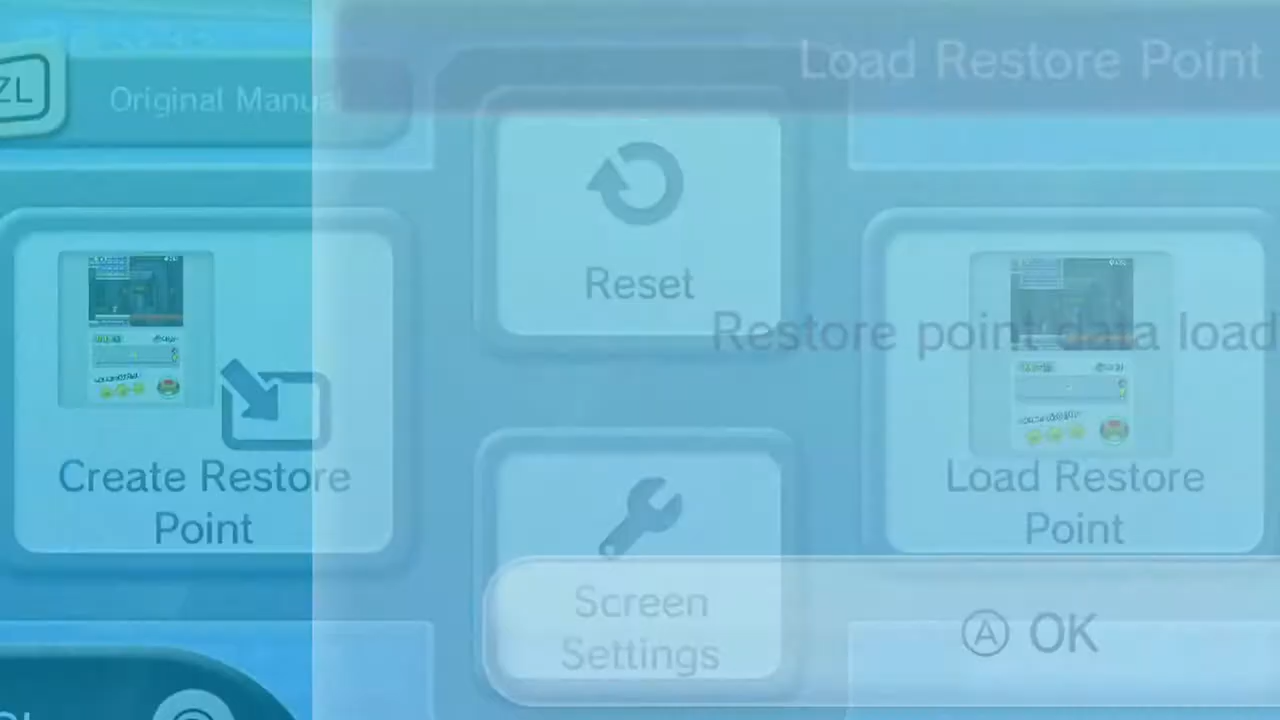 Load Restore Point
ZL
Original Manua
Reset
Restore point data load
Create Restore
Point
Load Restore
Point
Screen
Settings
A OK